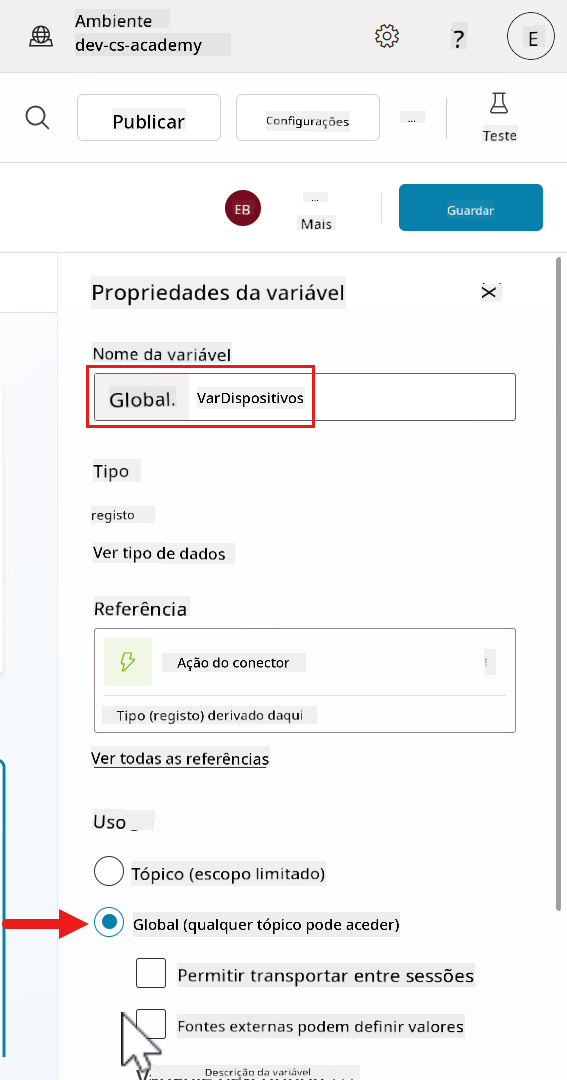 Ambiente
dev-cs-academy
?
E
Publicar
Configurações
...
Teste
EB
...
Mais
Guardar
Propriedades da variável
Nome da variável
Global. VarDispositivos
Tipo
registo
Ver tipo de dados
Referência
Ação do conector
Tipo (registo) derivado daqui
Ver todas as referências
Uso
Tópico (escopo limitado)
Global (qualquer tópico pode aceder)
Permitir transportar entre sessões
Fontes externas podem definir valores
Descrição da variável